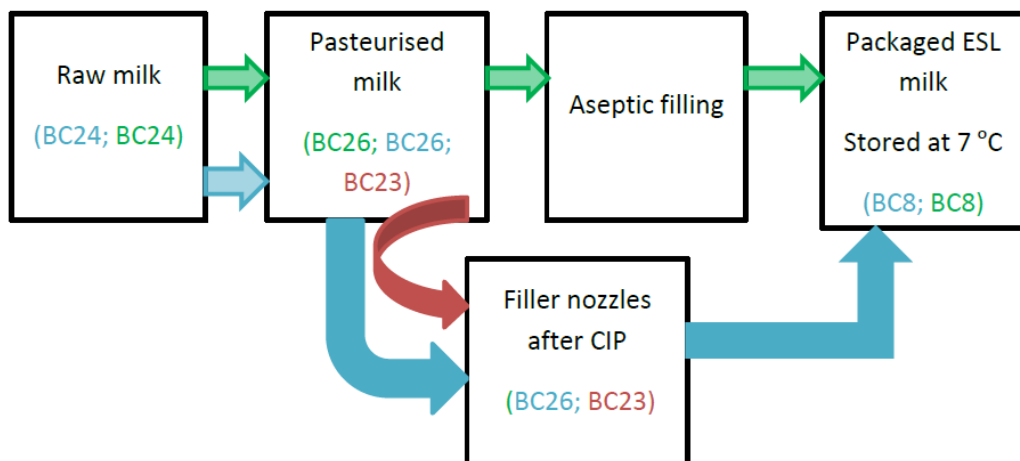 Raw milk
(BC24; BC24)
Pasteurised
milk
(BC26; BC26;
BC23)
Aseptic filling
Packaged ESL
milk
Stored at 7 °C
(BC8; BC8)
Filler nozzles
after CIP
(BC26; BC23)